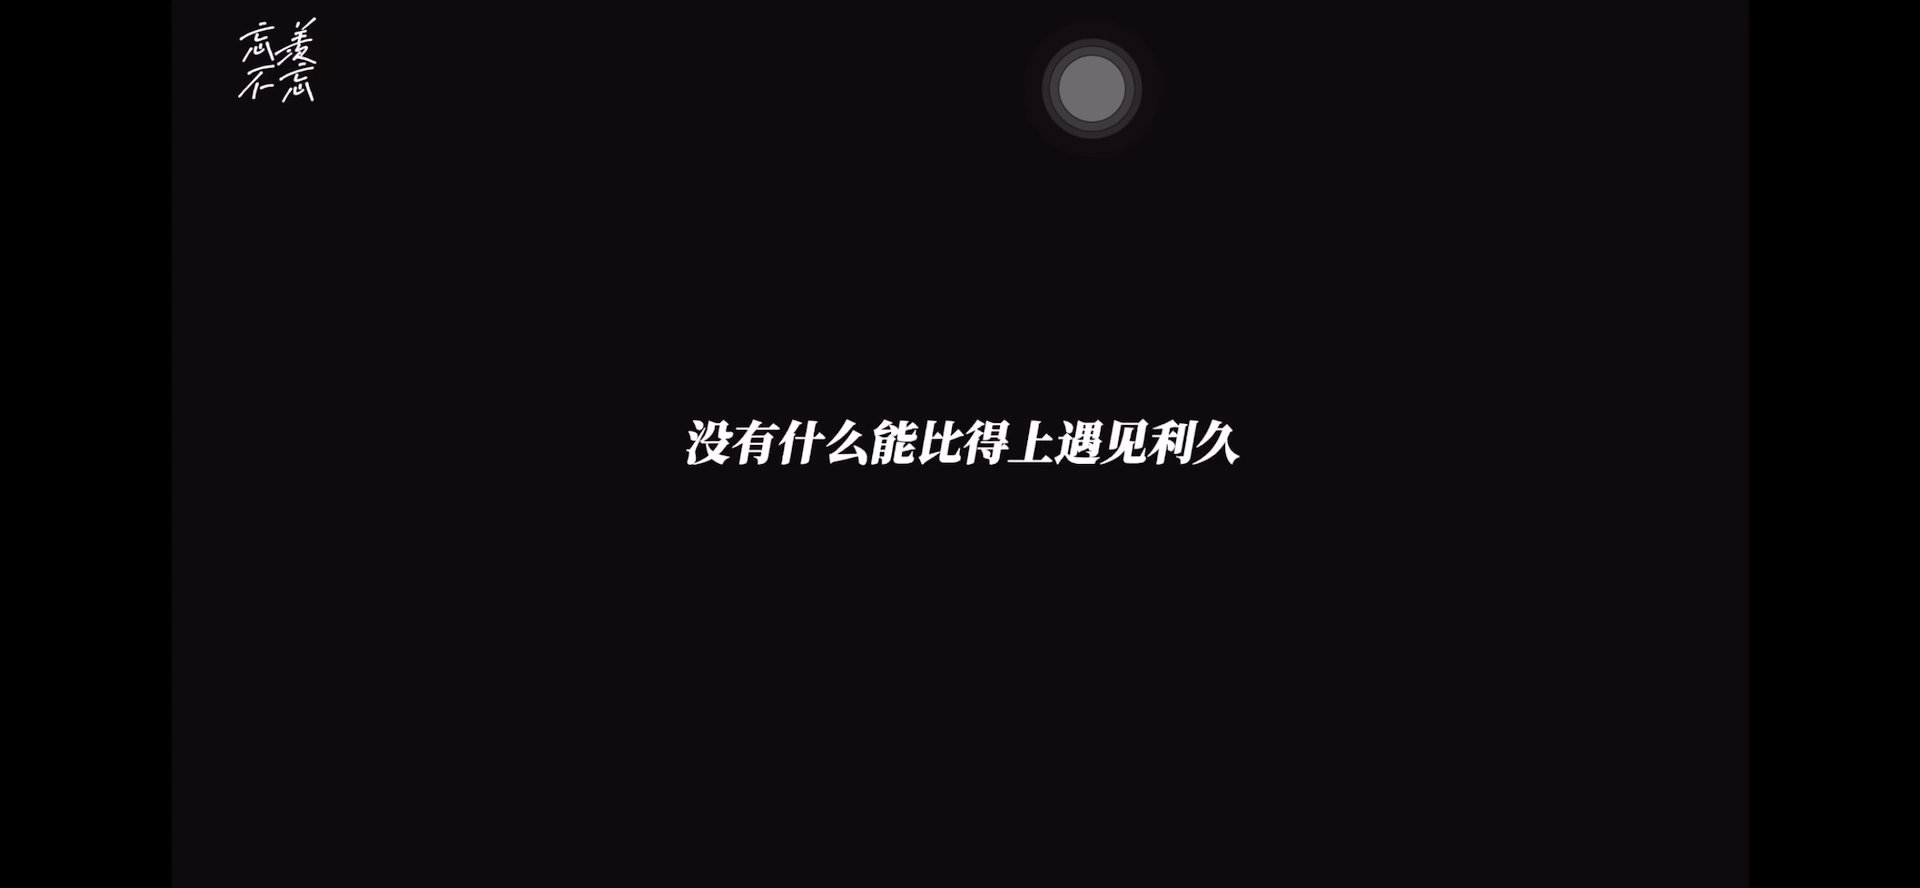 忘羡
不忘
没有什么能比得上遇见利久